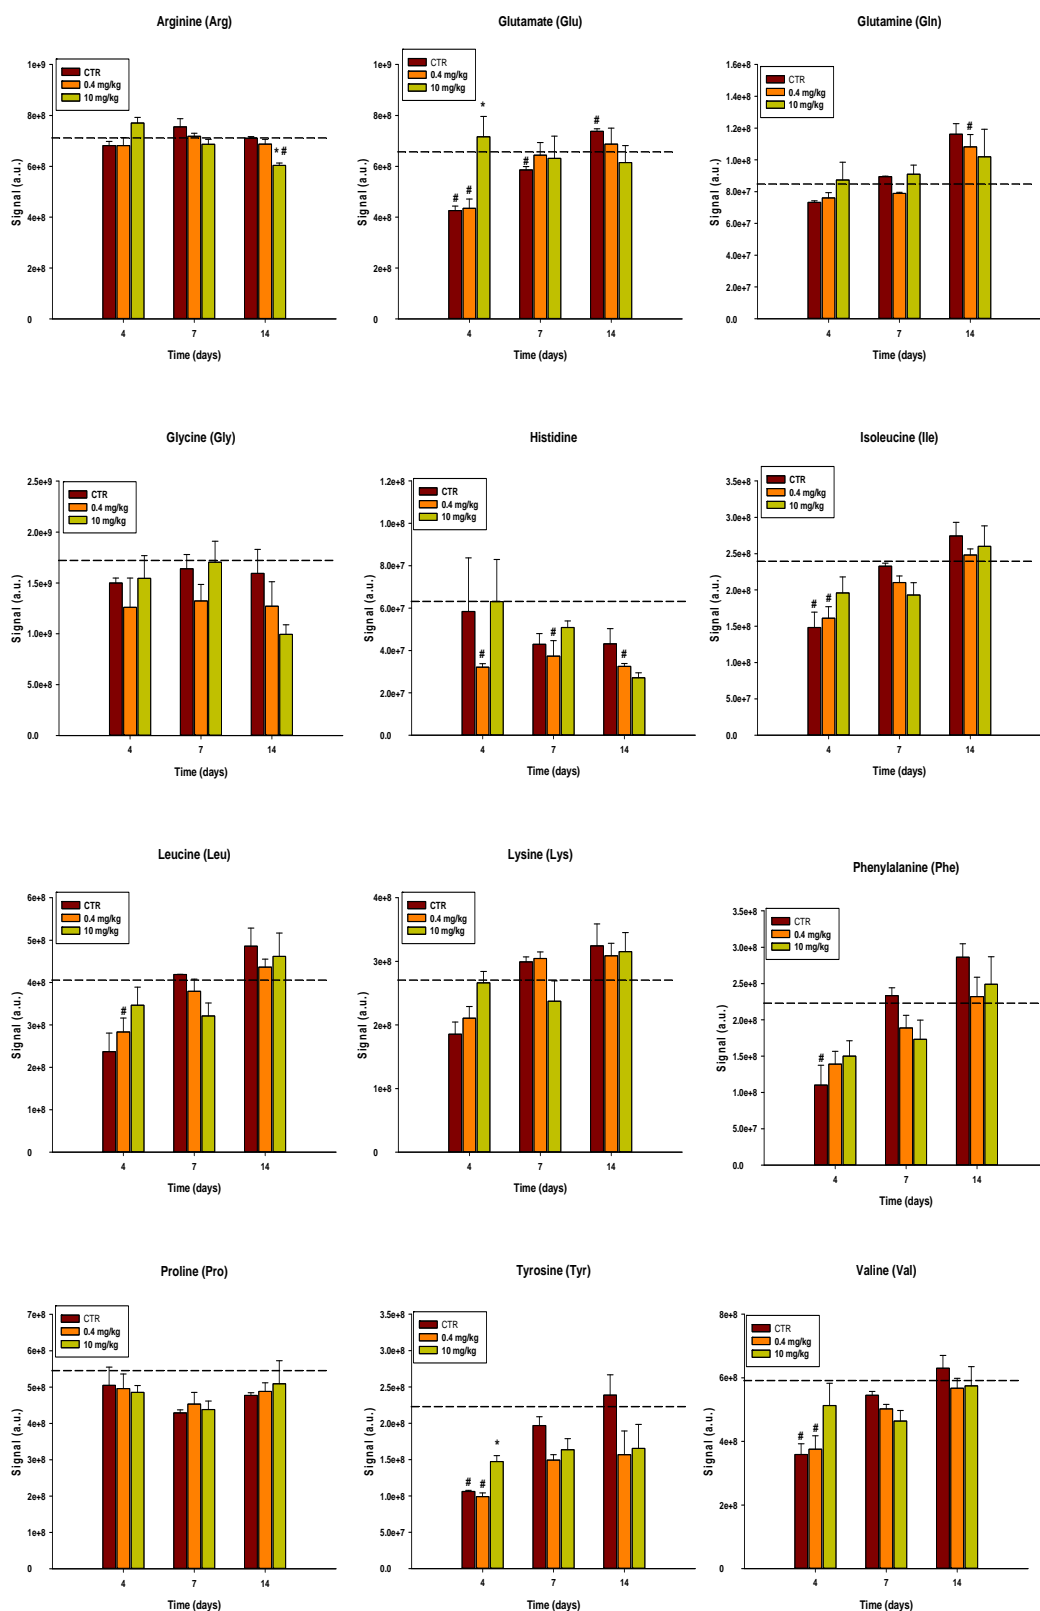 Arginine (Arg)
1e+9
8e+8
6e+8
4e+8
2e+8
0
Signal (a.u.)
CTR
0.4 mg/kg
10 mg/kg
* #
4 7 14
Time (days)
Glutamate (Glu)
1e+9
8e+8
6e+8
4e+8
2e+8
0
Signal (a.u.)
CTR
0.4 mg/kg
10 mg/kg
# # * # #
4 7 14
Time (days)
Glutamine (Gln)
1.6e+8
1.4e+8
1.2e+8
1.0e+8
8.0e+7
6.0e+7
4.0e+7
2.0e+7
0.0
Signal (a.u.)
CTR
0.4 mg/kg
10 mg/kg
#
4 7 14
Time (days)
Glycine (Gly)
2.5e+9
2.0e+9
1.5e+9
1.0e+9
5.0e+8
0.0
Signal (a.u.)
CTR
0.4 mg/kg
10 mg/kg
4 7 14
Time (days)
Histidine
1.2e+8
1.0e+8
8.0e+7
6.0e+7
4.0e+7
2.0e+7
0.0
Signal (a.u.)
CTR
0.4 mg/kg
10 mg/kg
# # #
4 7 14
Time (days)
Isoleucine (Ile)
3.5e+8
3.0e+8
2.5e+8
2.0e+8
1.5e+8
1.0e+8
5.0e+7
0.0
Signal (a.u.)
CTR
0.4 mg/kg
10 mg/kg
# #
4 7 14
Time (days)
Leucine (Leu)
6e+8
5e+8
4e+8
3e+8
2e+8
1e+8
0
Signal (a.u.)
CTR
0.4 mg/kg
10 mg/kg
#
4 7 14
Time (days)
Lysine (Lys)
4e+8
3e+8
2e+8
1e+8
0
Signal (a.u.)
CTR
0.4 mg/kg
10 mg/kg
4 7 14
Time (days)
Phenylalanine (Phe)
3.5e+8
3.0e+8
2.5e+8
2.0e+8
1.5e+8
1.0e+8
5.0e+7
0.0
Signal (a.u.)
CTR
0.4 mg/kg
10 mg/kg
#
4 7 14
Time (days)
Proline (Pro)
7e+8
6e+8
5e+8
4e+8
3e+8
2e+8
1e+8
0
Signal (a.u.)
CTR
0.4 mg/kg
10 mg/kg
4 7 14
Time (days)
Tyrosine (Tyr)
3.5e+8
3.0e+8
2.5e+8
2.0e+8
1.5e+8
1.0e+8
5.0e+7
0
Signal (a.u.)
CTR
0.4 mg/kg
10 mg/kg
# # *
4 7 14
Time (days)
Valine (Val)
8e+8
6e+8
4e+8
2e+8
0
Signal (a.u.)
CTR
0.4 mg/kg
10 mg/kg
# #
4 7 14
Time (days)